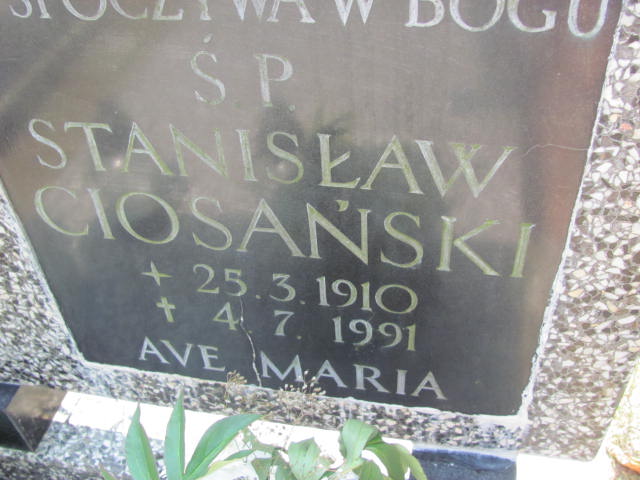 SPOCZYWA W BOGU
Ś.P.
STANISŁAW
CIOSAŃSKI
+ 25.3.1910
✝ 4.7.1991
AVE MARIA